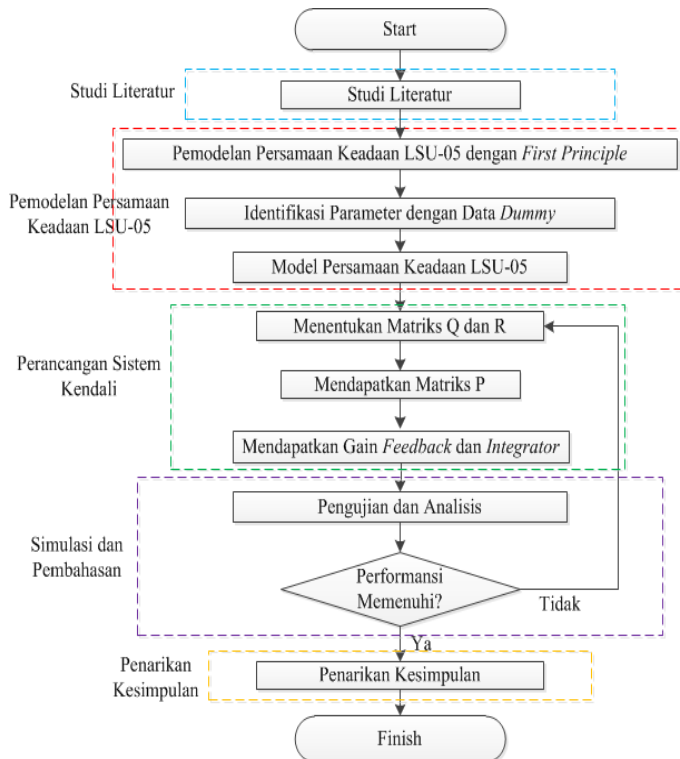 Start
Studi Literatur
Studi Literatur
Pemodelan Persamaan Keadaan LSU-05 dengan First Principle
Pemodelan Persamaan
Keadaan LSU-05
Identifikasi Parameter dengan Data Dummy
Model Persamaan Keadaan LSU-05
Menentukan Matriks Q dan R
Perancangan Sistem
Kendali
Mendapatkan Matriks P
Mendapatkan Gain Feedback dan Integrator
Pengujian dan Analisis
Simulasi dan
Pembahasan
Performansi
Memenuhi?
Tidak
Ya
Penarikan
Kesimpulan
Penarikan Kesimpulan
Finish